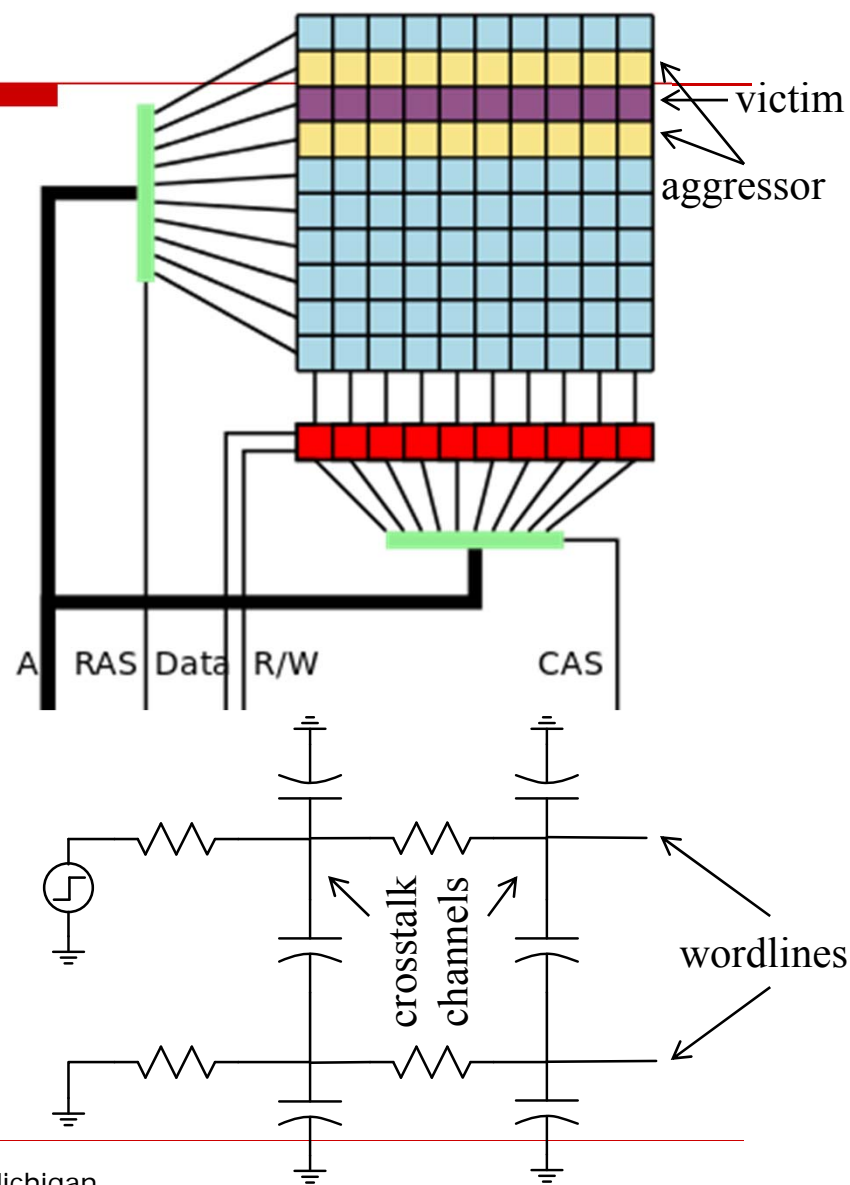 victim
aggressor
A RAS Data R/W CAS
crosstalk
channels
wordlines